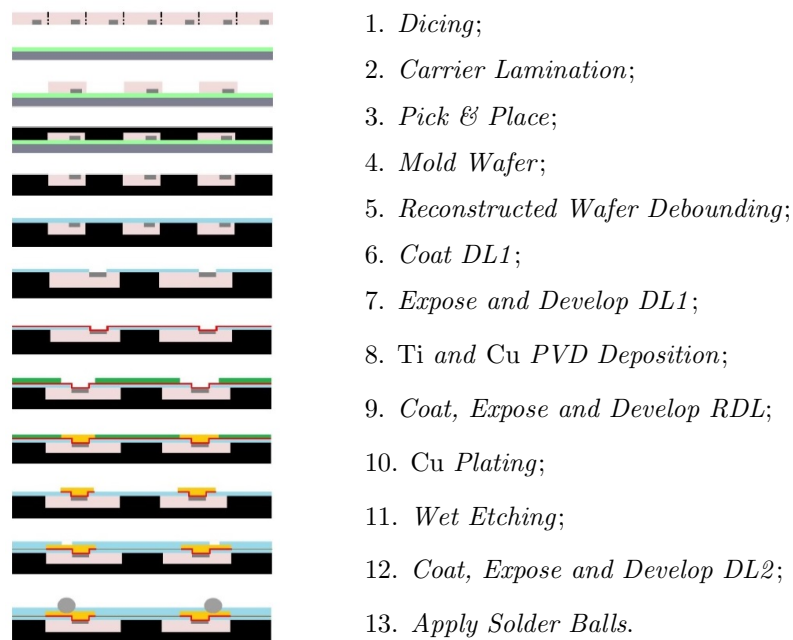 1. Dicing;
2. Carrier Lamination;
3. Pick & Place;
4. Mold Wafer;
5. Reconstructed Wafer Debounding;
6. Coat DL1;
7. Expose and Develop DL1;
8. Ti and Cu PVD Deposition;
9. Coat, Expose and Develop RDL;
10. Cu Plating;
11. Wet Etching;
12. Coat, Expose and Develop DL2;
13. Apply Solder Balls.